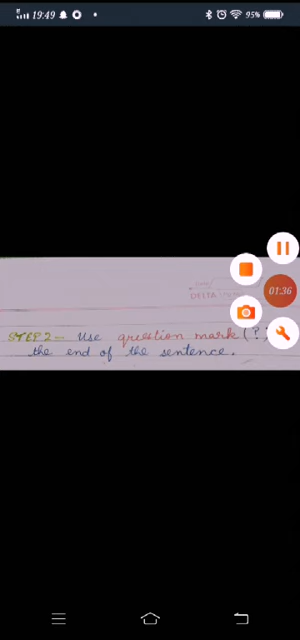 19:49 95%
DELTA
01:36
STEP 2 - Use question mark (?)
the end of the sentence.